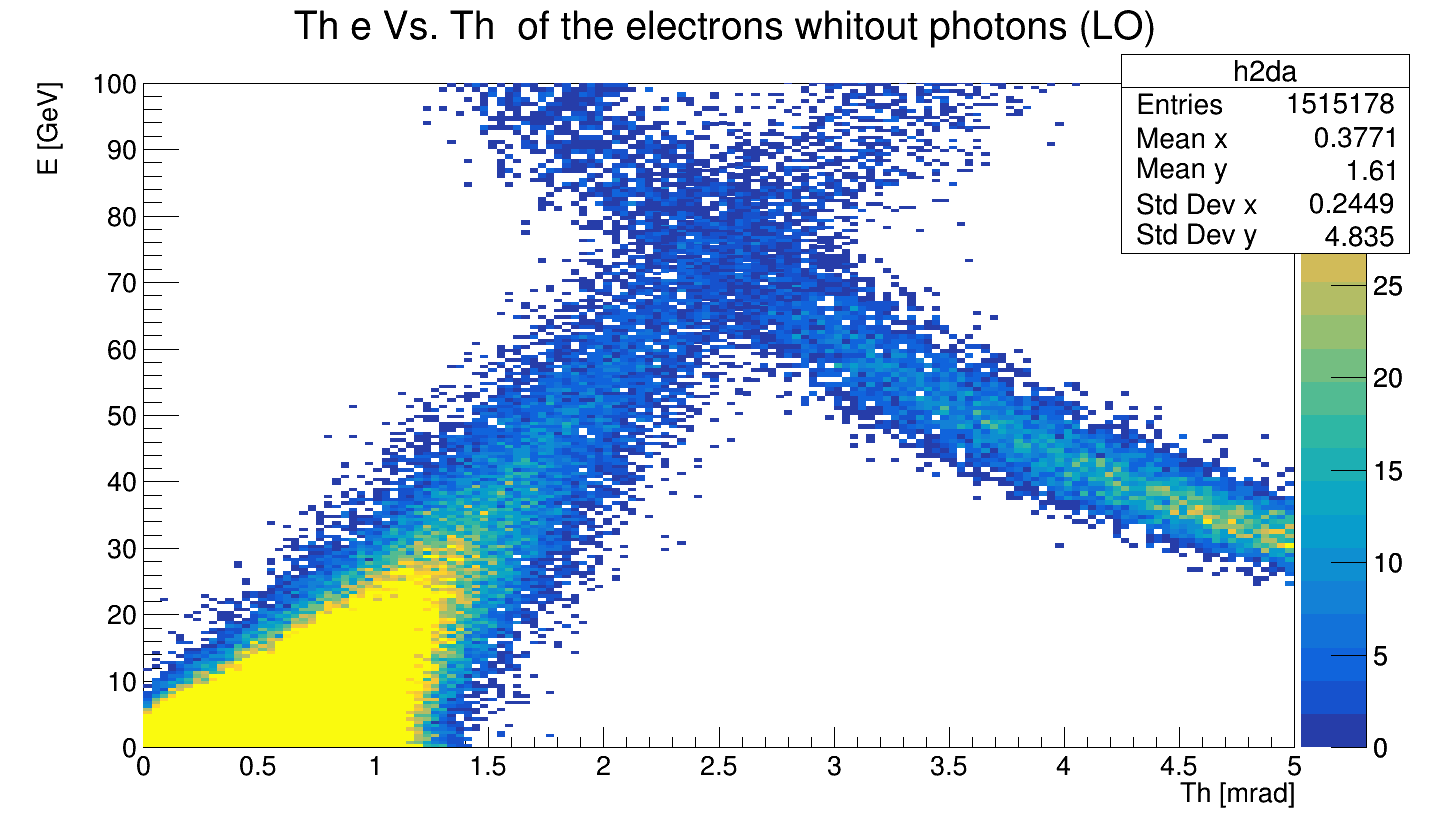 Th e Vs. Th  of the electrons whitout photons (LO)
E [GeV]
100
90
80
70
60
50
40
30
20
10
0
0 0.5 1 1.5 2 2.5 3 3.5 4 4.5 5
Th [mrad]
h2da
Entries 1515178
Mean x 0.3771
Mean y 1.61
Std Dev x 0.2449
Std Dev y 4.835
25
20
15
10
5
0